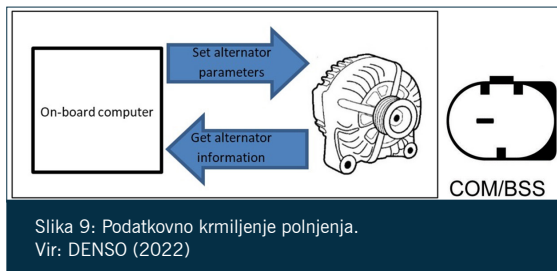 Set alternator
parameters
On-board computer
Get alternator
information
COM/BSS
Slika 9: Podatkovno krmiljenje polnjenja.
Vir: DENSO (2022)